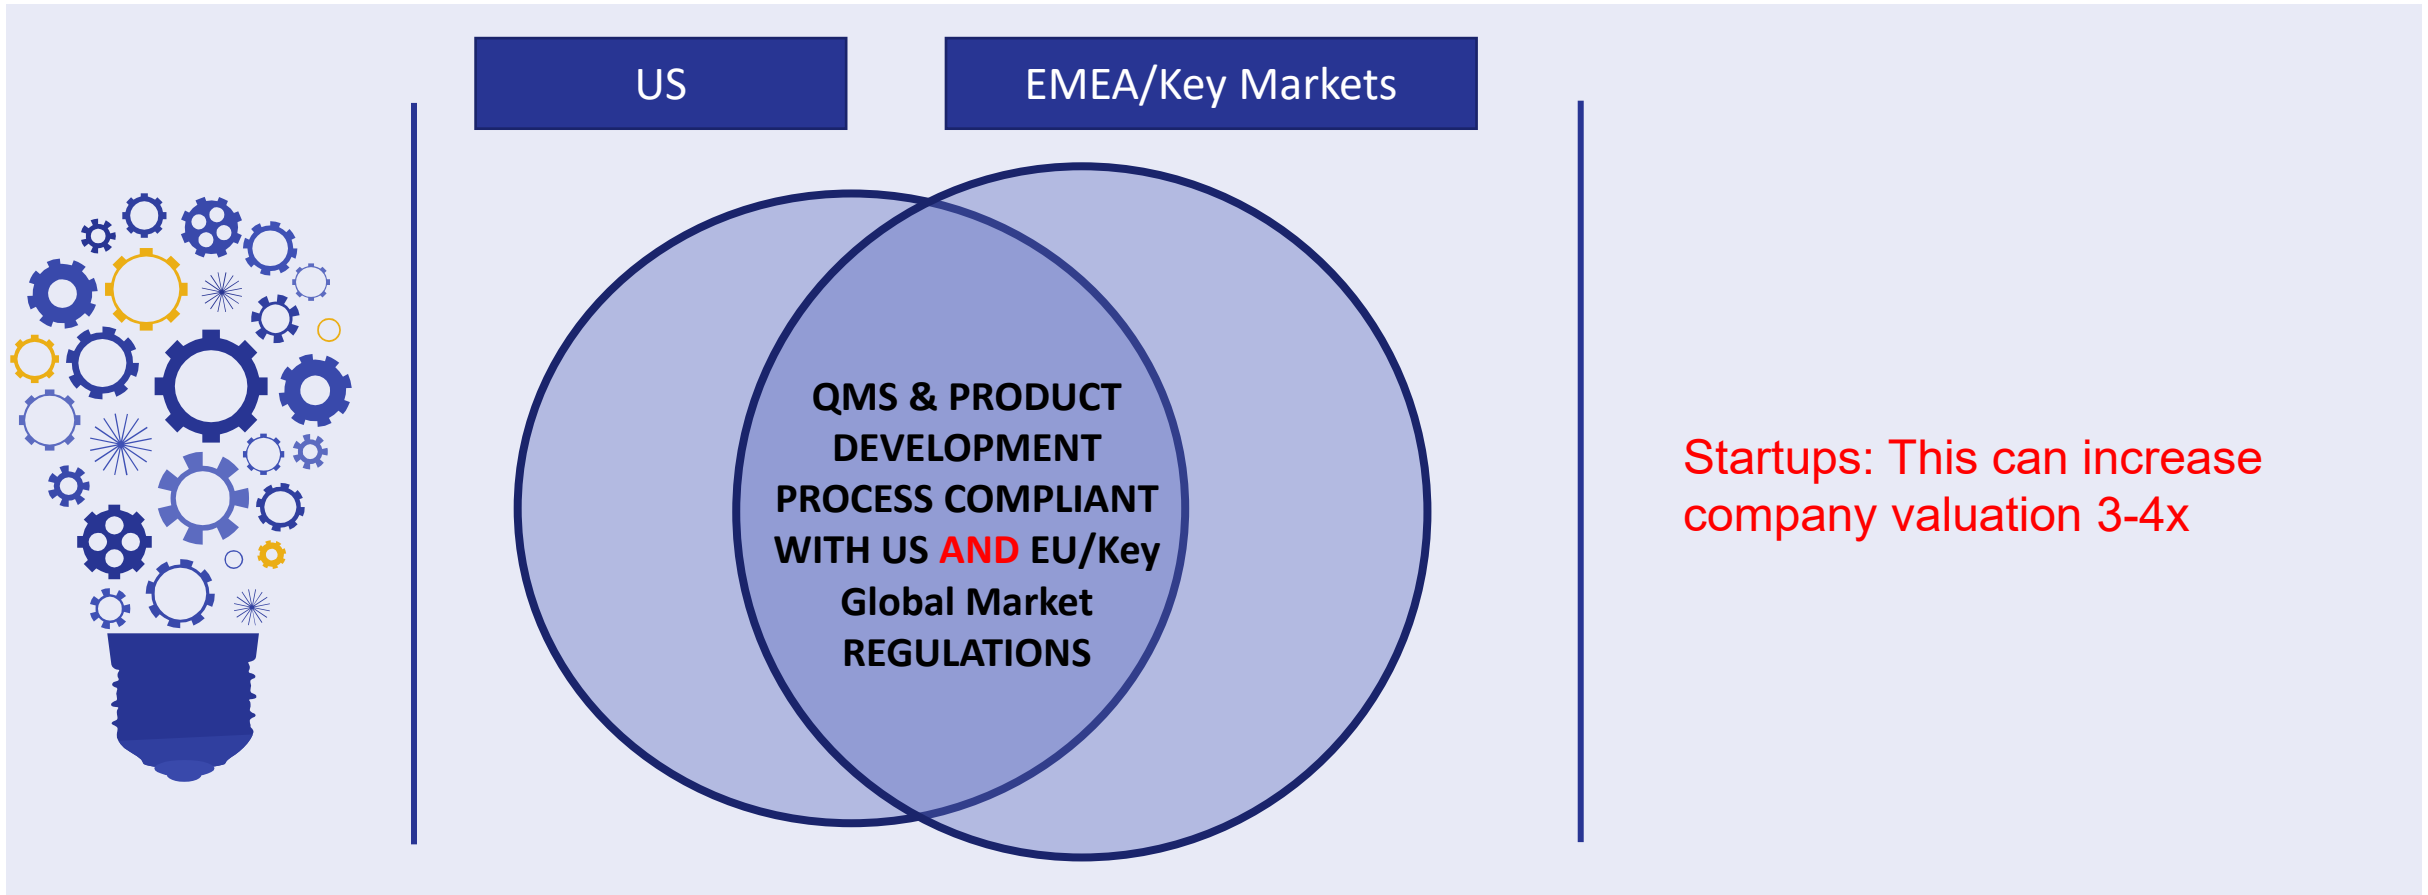 US
EMEA/Key Markets
QMS & PRODUCT
DEVELOPMENT
PROCESS COMPLIANT
WITH US AND EU/Key
Global Market
REGULATIONS
Startups: This can increase
company valuation 3-4x